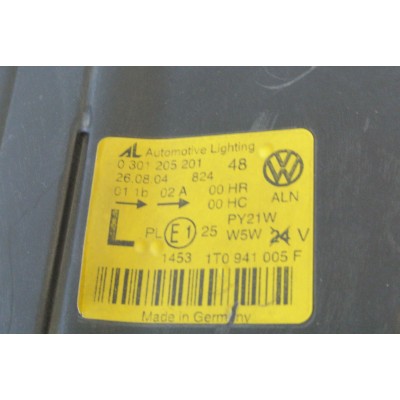 AL Automotive Lighting
0 301 205 201 48
26.08.04 824
01 1b 02 A 00 HR
00 HC ALN
PY21W
L PL E1 25 W5W 24 V
1453 1T0 941 005 F
Made in Germany